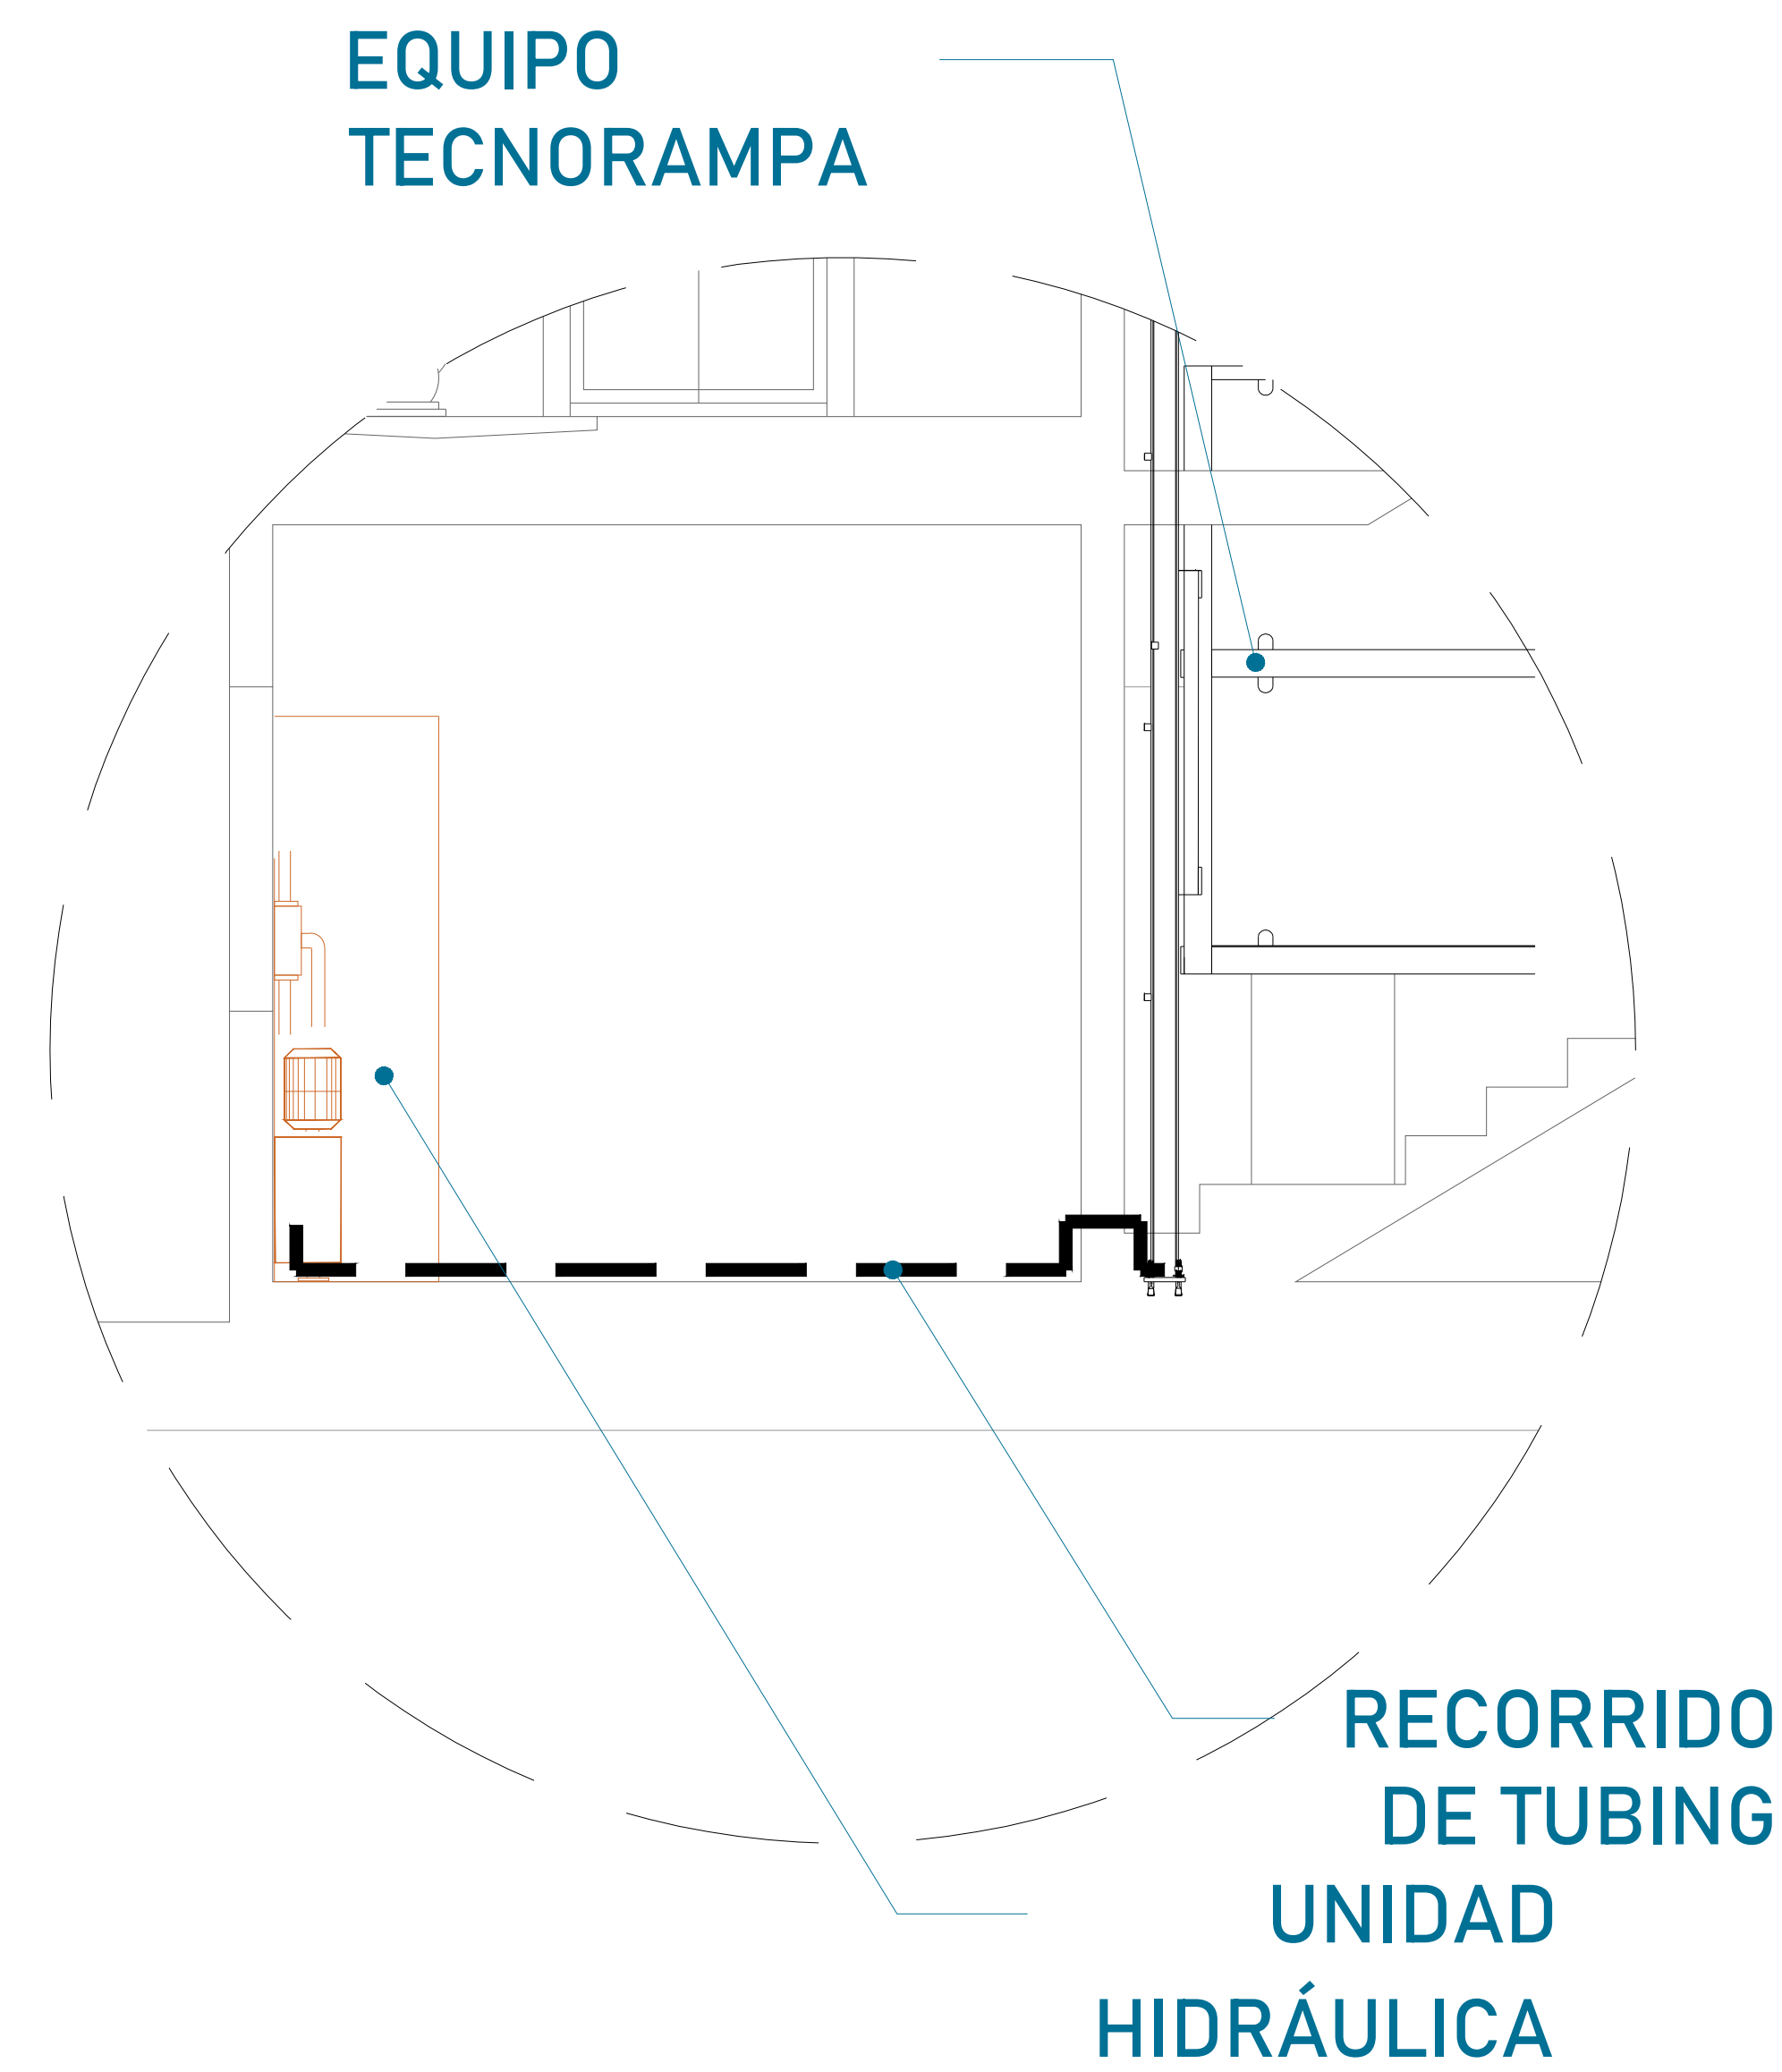 EQUIPO
TECNORAMPA
RECORRIDO
DE TUBING
UNIDAD
HIDRÁULICA